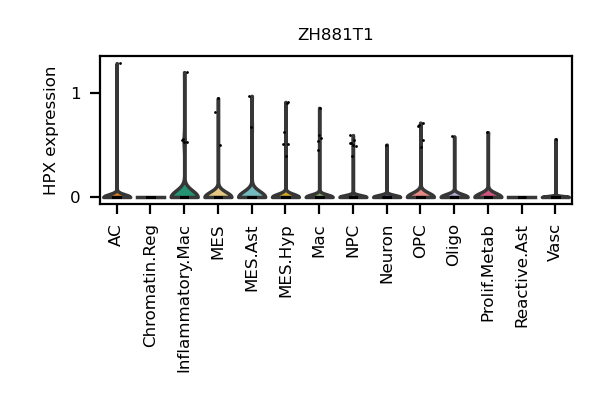 ZH881T1
HPX expression
1
0
AC
Chromatin.Reg
Inflammatory.Mac
MES
MES.Ast
MES.Hyp
Mac
NPC
Neuron
OPC
Oligo
Prolif.Metab
Reactive.Ast
Vasc